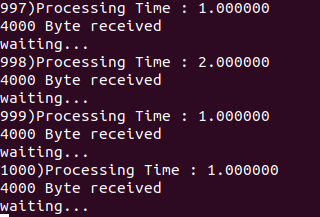 997)Processing Time : 1.000000
4000 Byte received
waiting...
998)Processing Time : 2.000000
4000 Byte received
waiting...
999)Processing Time : 1.000000
4000 Byte received
waiting...
1000)Processing Time : 1.000000
4000 Byte received
waiting...